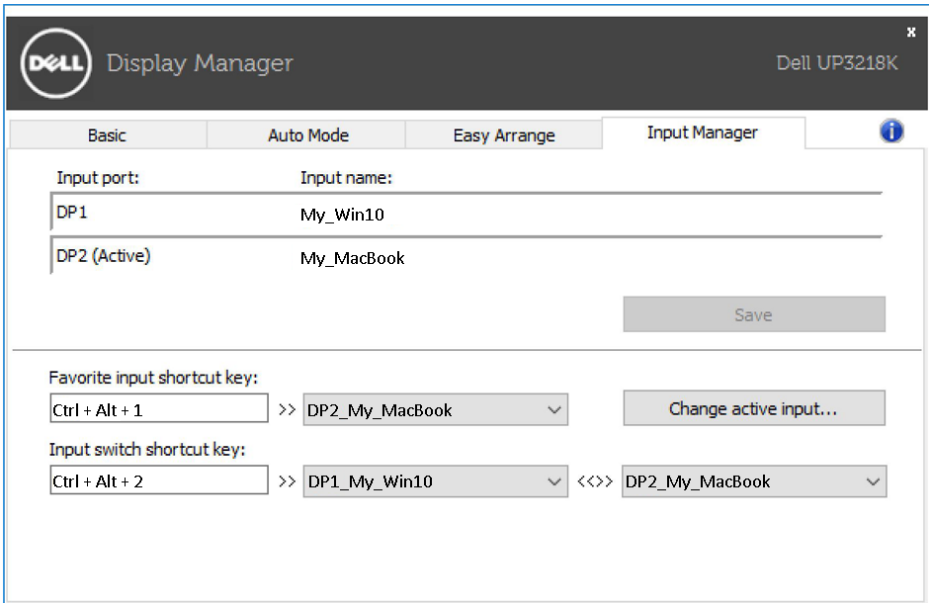 x
DELL Display Manager Dell UP3218K
Basic Auto Mode Easy Arrange Input Manager i
Input port: Input name:
DP1 My_Win10
DP2 (Active) My_MacBook
Save
Favorite input shortcut key:
Ctrl + Alt + 1 >> DP2_My_MacBook Change active input...
Input switch shortcut key:
Ctrl + Alt + 2 >> DP1_My_Win10 <<>> DP2_My_MacBook